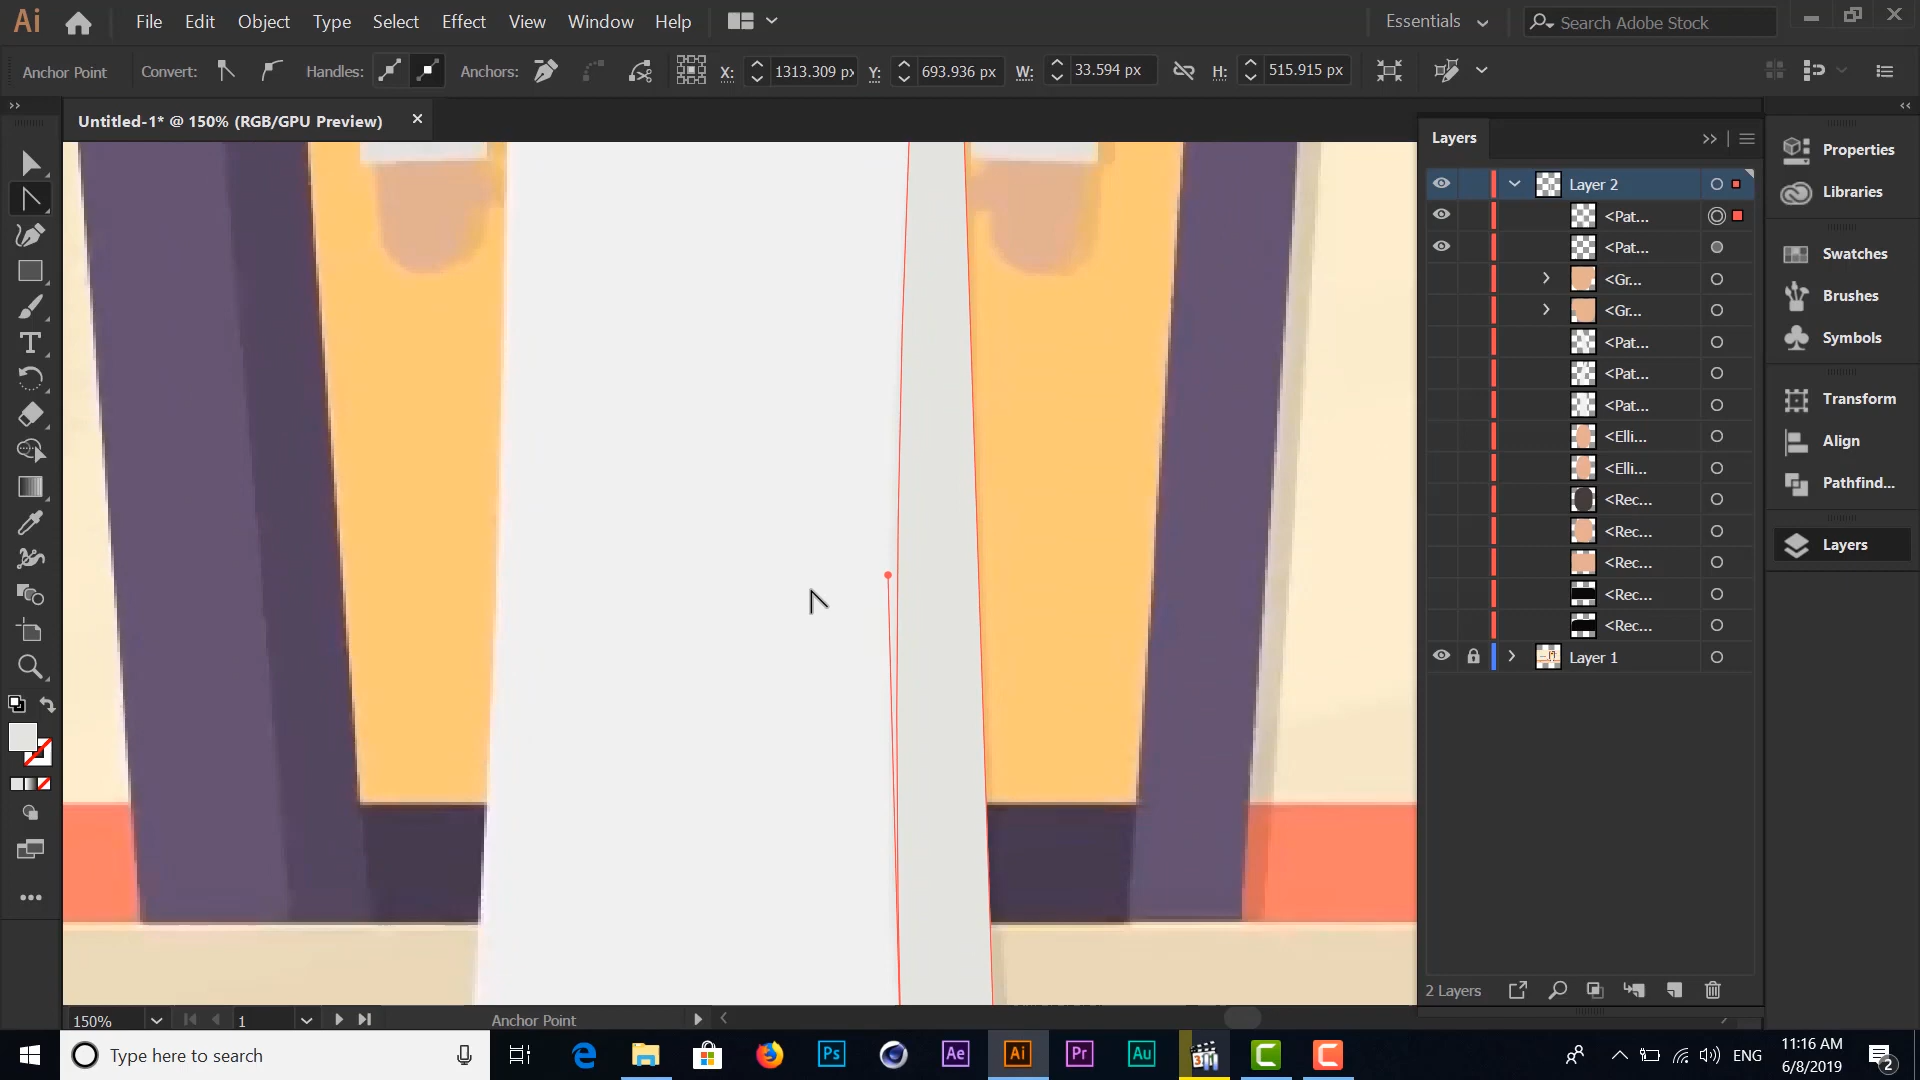 Ai File Edit Object Type Select Effect View Window Help Essentials Search Adobe Stock
Anchor Point Convert: Handles: Anchors: X: 1313.309 px Y: 693.936 px W: 33.594 px H: 515.915 px
Untitled-1* @ 150% (RGB/GPU Preview)
Layers
Layer 2
<Pat...
<Pat...
<Gr...
<Gr...
<Pat...
<Pat...
<Pat...
<Elli...
<Elli...
<Rec...
<Rec...
<Rec...
<Rec...
<Rec...
Layer 1
2 Layers
Properties
Libraries
Swatches
Brushes
Symbols
Transform
Align
Pathfind...
Layers
150% 1 Anchor Point
Type here to search
Ps
Ae
Ai
Pr
Au
ENG
11:16 AM
6/8/2019
2